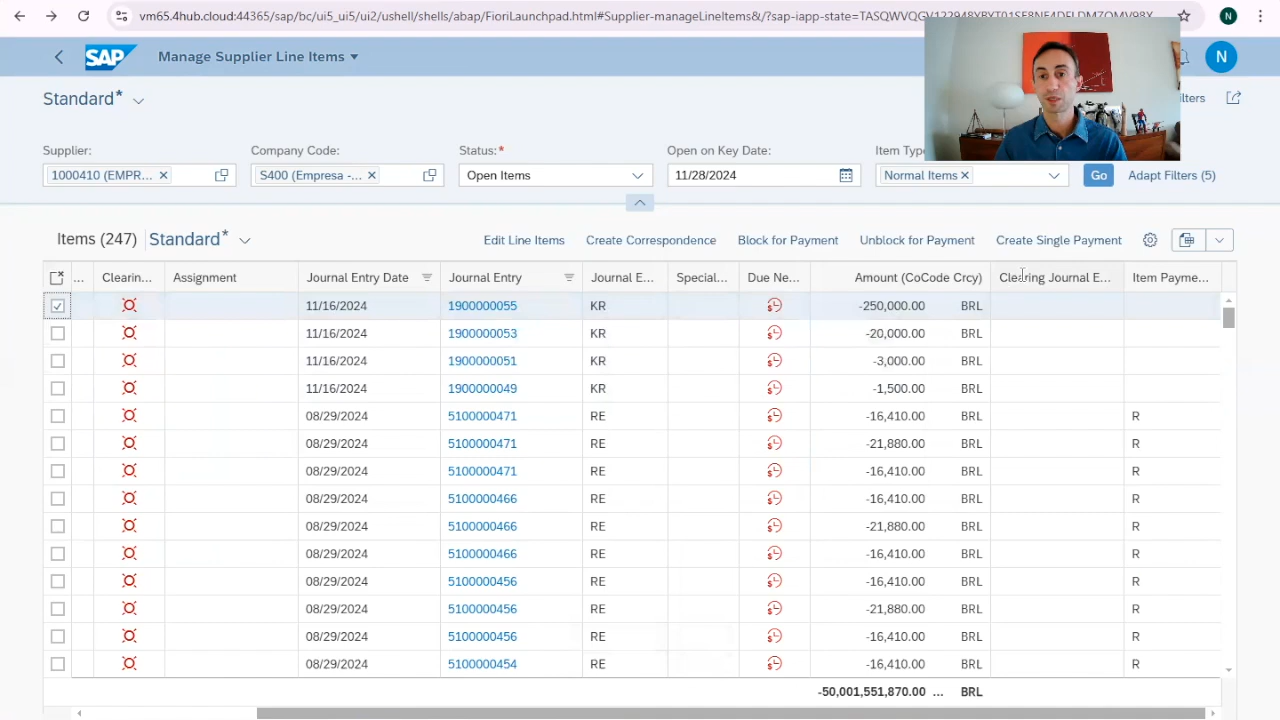 vm65.4hub.cloud:44365/sap/bc/ui5_ui5/ui2/ushell/shells/abap/FioriLaunchpad.html#Supplier-manageLineItems&/?sap-iapp-state=
N
SAP Manage Supplier Line Items
N
Standard*
Supplier: Company Code: Status:* Open on Key Date: Item Type:
1000410 (EMPR... S400 (Empresa -... Open Items 11/28/2024 Normal Items Go Adapt Filters (5)
Items (247) Standard* Edit Line Items Create Correspondence Block for Payment Unblock for Payment Create Single Payment
... Clearin... Assignment Journal Entry Date Journal Entry Journal E... Special... Due Ne... Amount (CoCode Crcy) Clearing Journal E... Item Payme...
11/16/2024 1900000055 KR -250,000.00 BRL
11/16/2024 1900000053 KR -20,000.00 BRL
11/16/2024 1900000051 KR -3,000.00 BRL
11/16/2024 1900000049 KR -1,500.00 BRL
08/29/2024 5100000471 RE -16,410.00 BRL R
08/29/2024 5100000471 RE -21,880.00 BRL R
08/29/2024 5100000471 RE -16,410.00 BRL R
08/29/2024 5100000466 RE -16,410.00 BRL R
08/29/2024 5100000466 RE -21,880.00 BRL R
08/29/2024 5100000466 RE -16,410.00 BRL R
08/29/2024 5100000456 RE -16,410.00 BRL R
08/29/2024 5100000456 RE -21,880.00 BRL R
08/29/2024 5100000456 RE -16,410.00 BRL R
08/29/2024 5100000454 RE -16,410.00 BRL R
-50,001,551,870.00 ... BRL